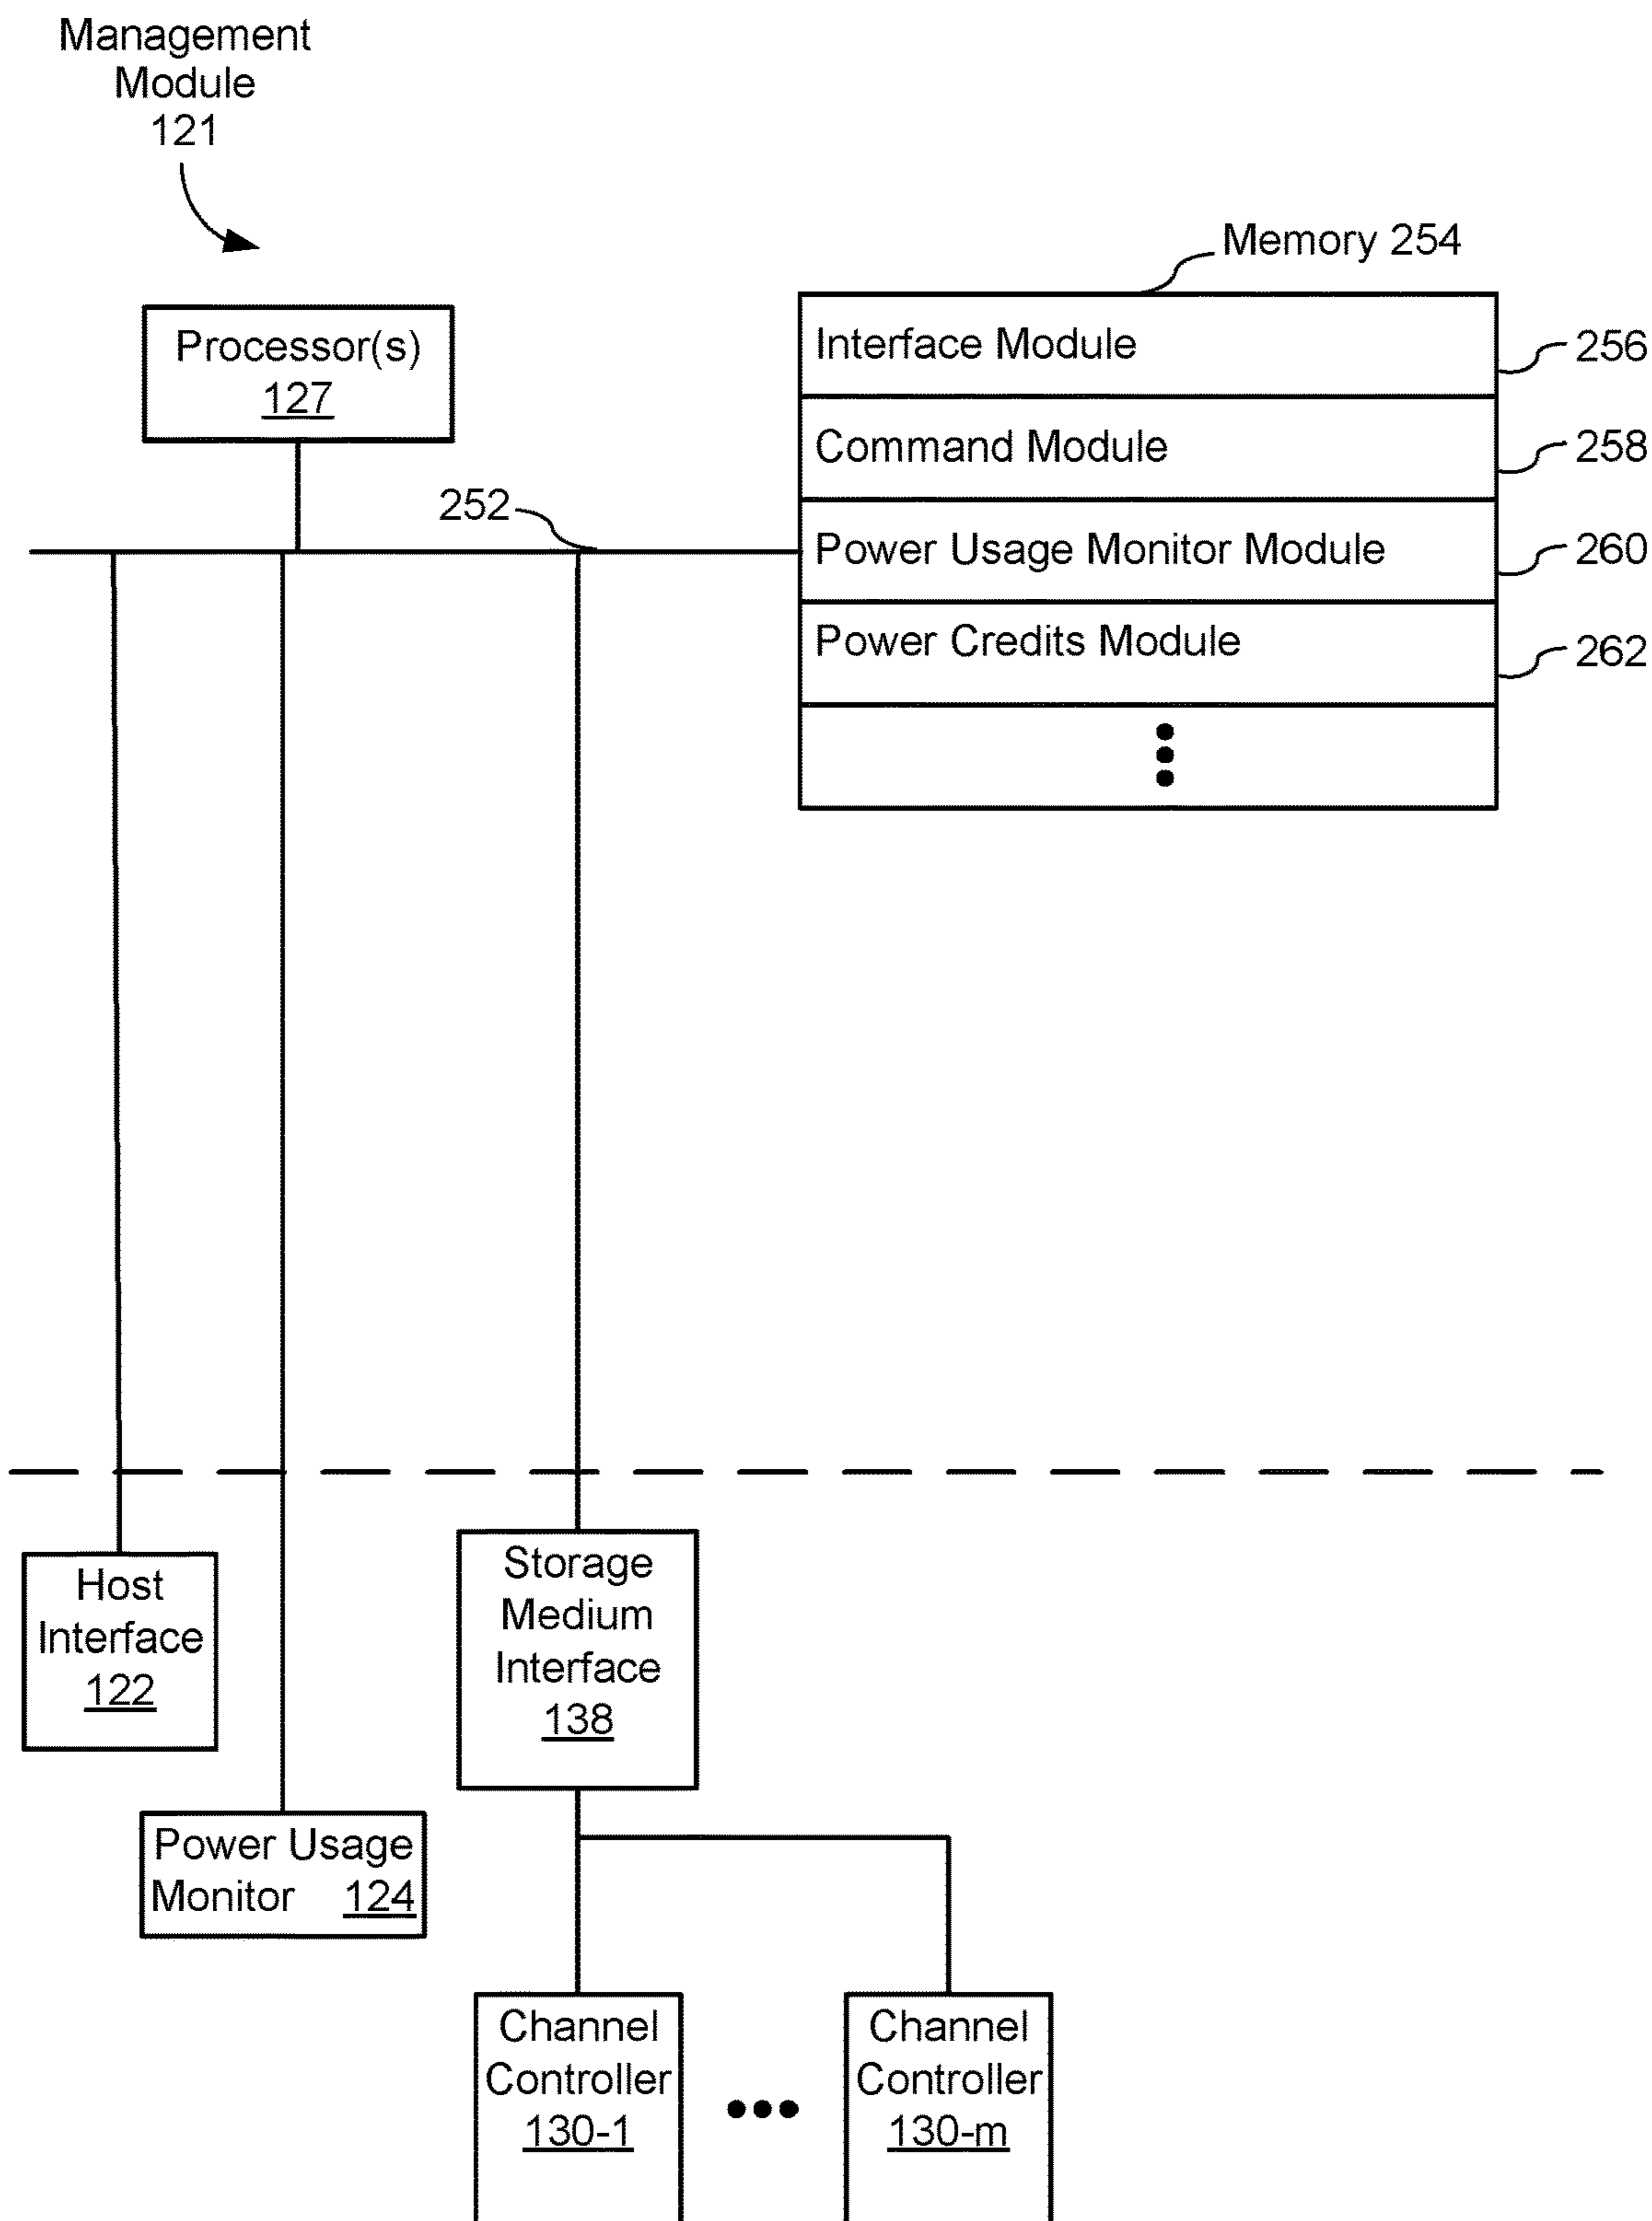 Management
Module
121
Memory 254
Processor(s)
127
Interface Module
256
Command Module
258
252
Power Usage Monitor Module
260
Power Credits Module
262
Host
Interface
122
Storage
Medium
Interface
138
Power Usage
Monitor 124
Channel
Controller
130-1
Channel
Controller
130-m